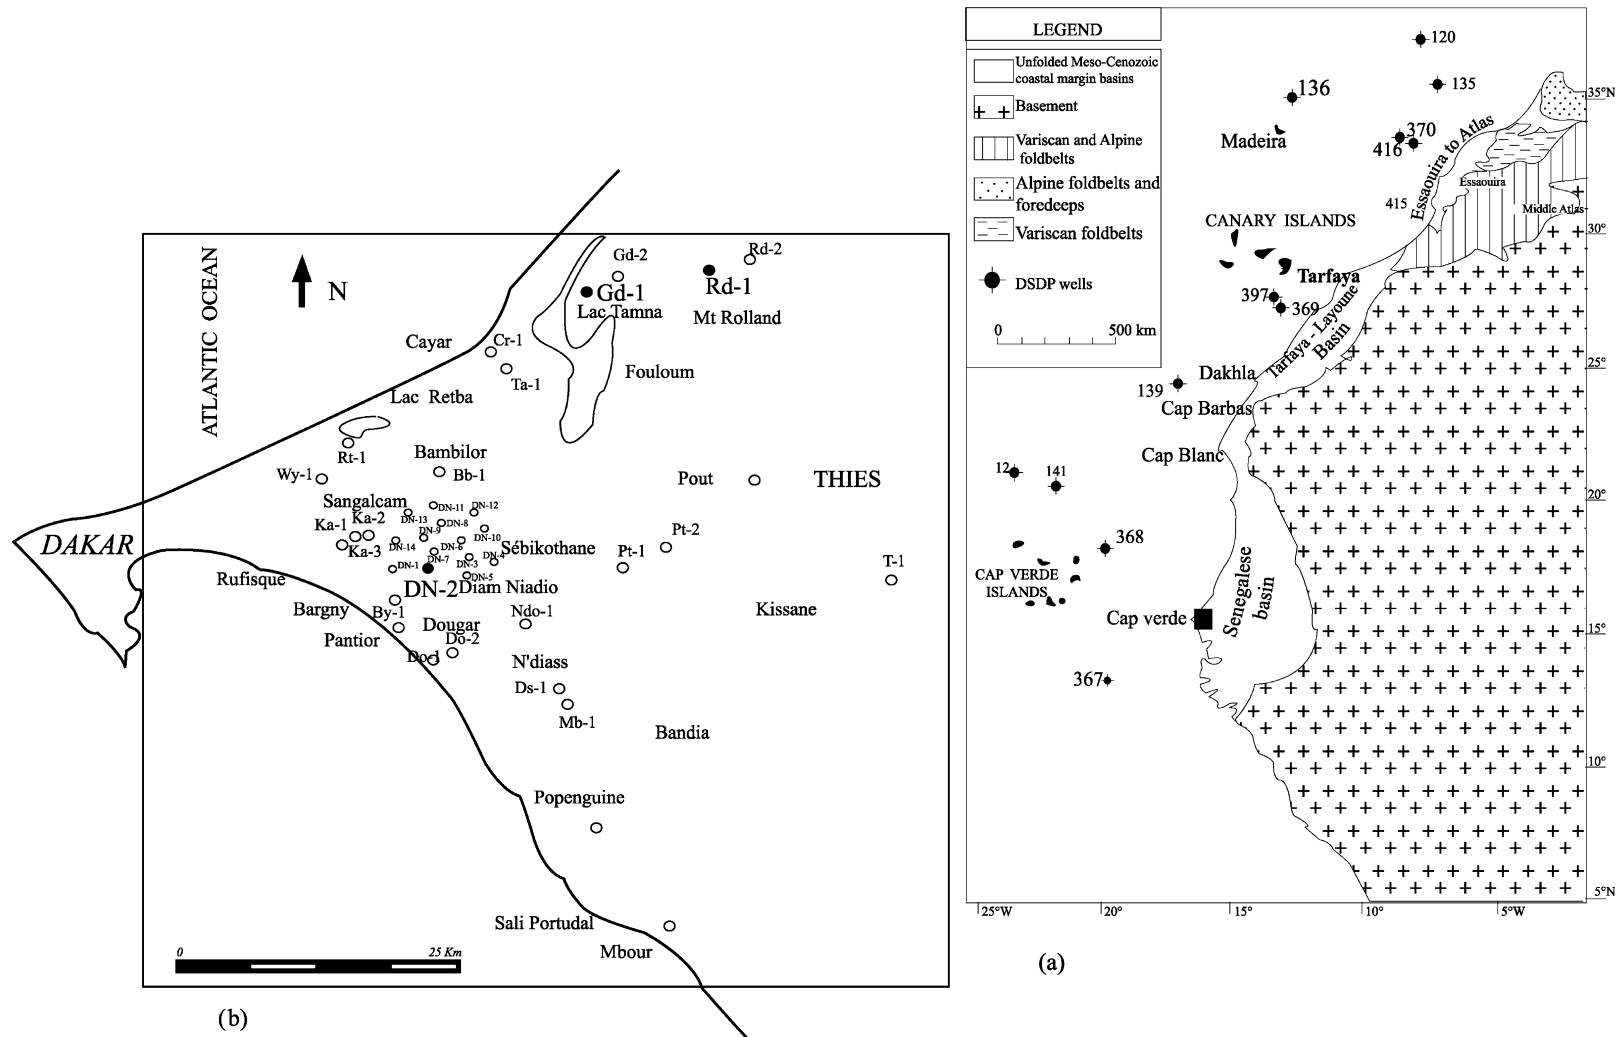 ATLANTIC OCEAN
N
Gd-2
Rd-2
Gd-1
Rd-1
Lac Tamna
Mt Rolland
Cayar
Cr-1
Ta-1
Fouloum
Lac Retba
Rt-1
Bambilor
Bb-1
Wy-1
Pout
THIES
Sangalcam
Ka-1
Ka-2
Ka-3
DN-11
DN-12
DN-13
DN-8
DN-9
DN-10
DN-14
DN-6
DN-7
DN-4
DN-3
DN-1
DN-5
Sébikothane
Pt-1
Pt-2
T-1
DAKAR
Rufisque
DN-2
Diam Niadio
Bargny
By-1
Ndo-1
Kissane
Pantior
Dougar
Do-2
Do-1
N'diass
Ds-1
Mb-1
Bandia
Popenguine
Sali Portudal
Mbour
0
25 Km
(b)
LEGEND
Unfolded Meso-Cenozoic
coastal margin basins
Basement
Variscan and Alpine
foldbelts
Alpine foldbelts and
foredeeps
Variscan foldbelts
DSDP wells
0
500 km
120
136
135
35°N
Madeira
370
416
Essaouira to Atlas
Essaouira
415
Middle Atlas
CANARY ISLANDS
30°
Tarfaya
397
369
Tarfaya - Layoune
Basin
25°
Dakhla
139
Cap Barbas
Cap Blanc
12
141
20°
368
CAP VERDE
ISLANDS
Senegalese
basin
Cap verde
15°
367
10°
5°N
25°W
20°
15°
10°
5°W
(a)